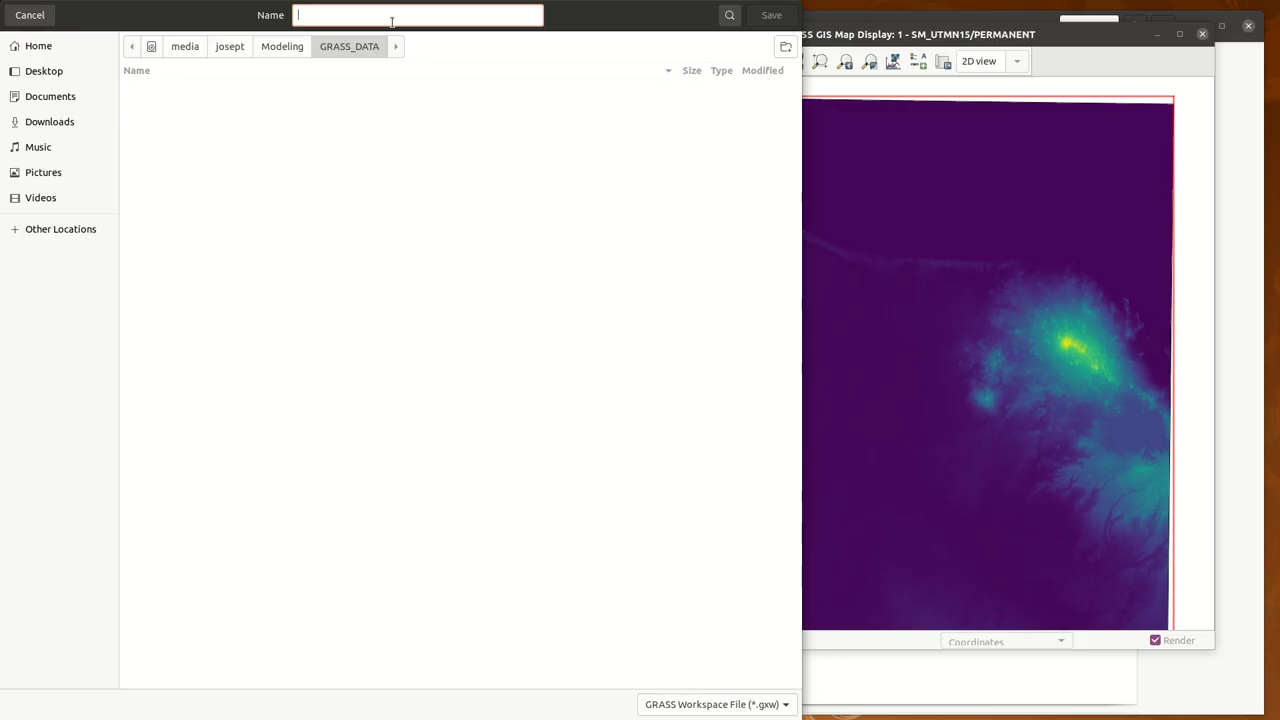 Cancel
Name
Save
media
josept
Modeling
GRASS_DATA
Name
Size
Type
Modified
Home
Desktop
Documents
Downloads
Music
Pictures
Videos
Other Locations
GRASS Workspace File (*.gxw)
SS GIS Map Display: 1 - SM_UTMN15/PERMANENT
2D view
Coordinates
Render